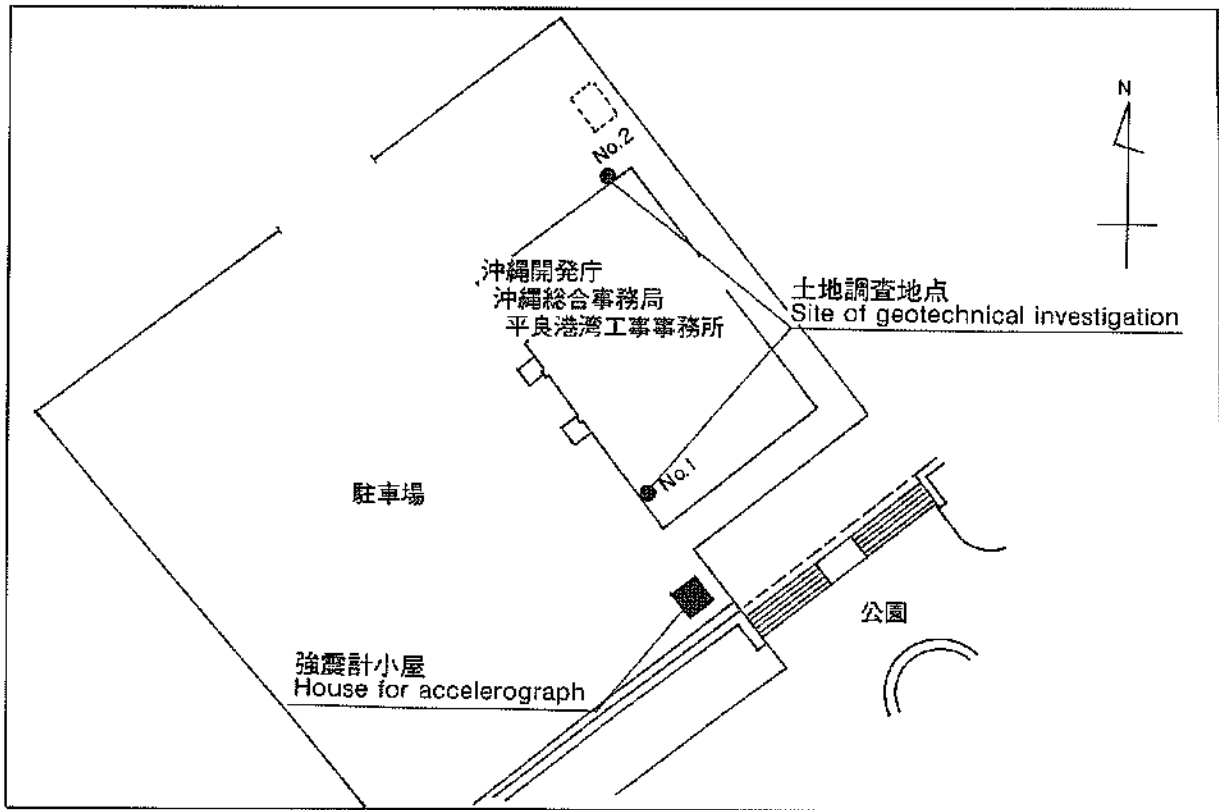 N
No.2
沖縄開発庁
沖縄総合事務局
平良港湾工事事務所
土地調査地点
Site of geotechnical investigation
No.1
駐車場
公園
強震計小屋
House for accelerograph